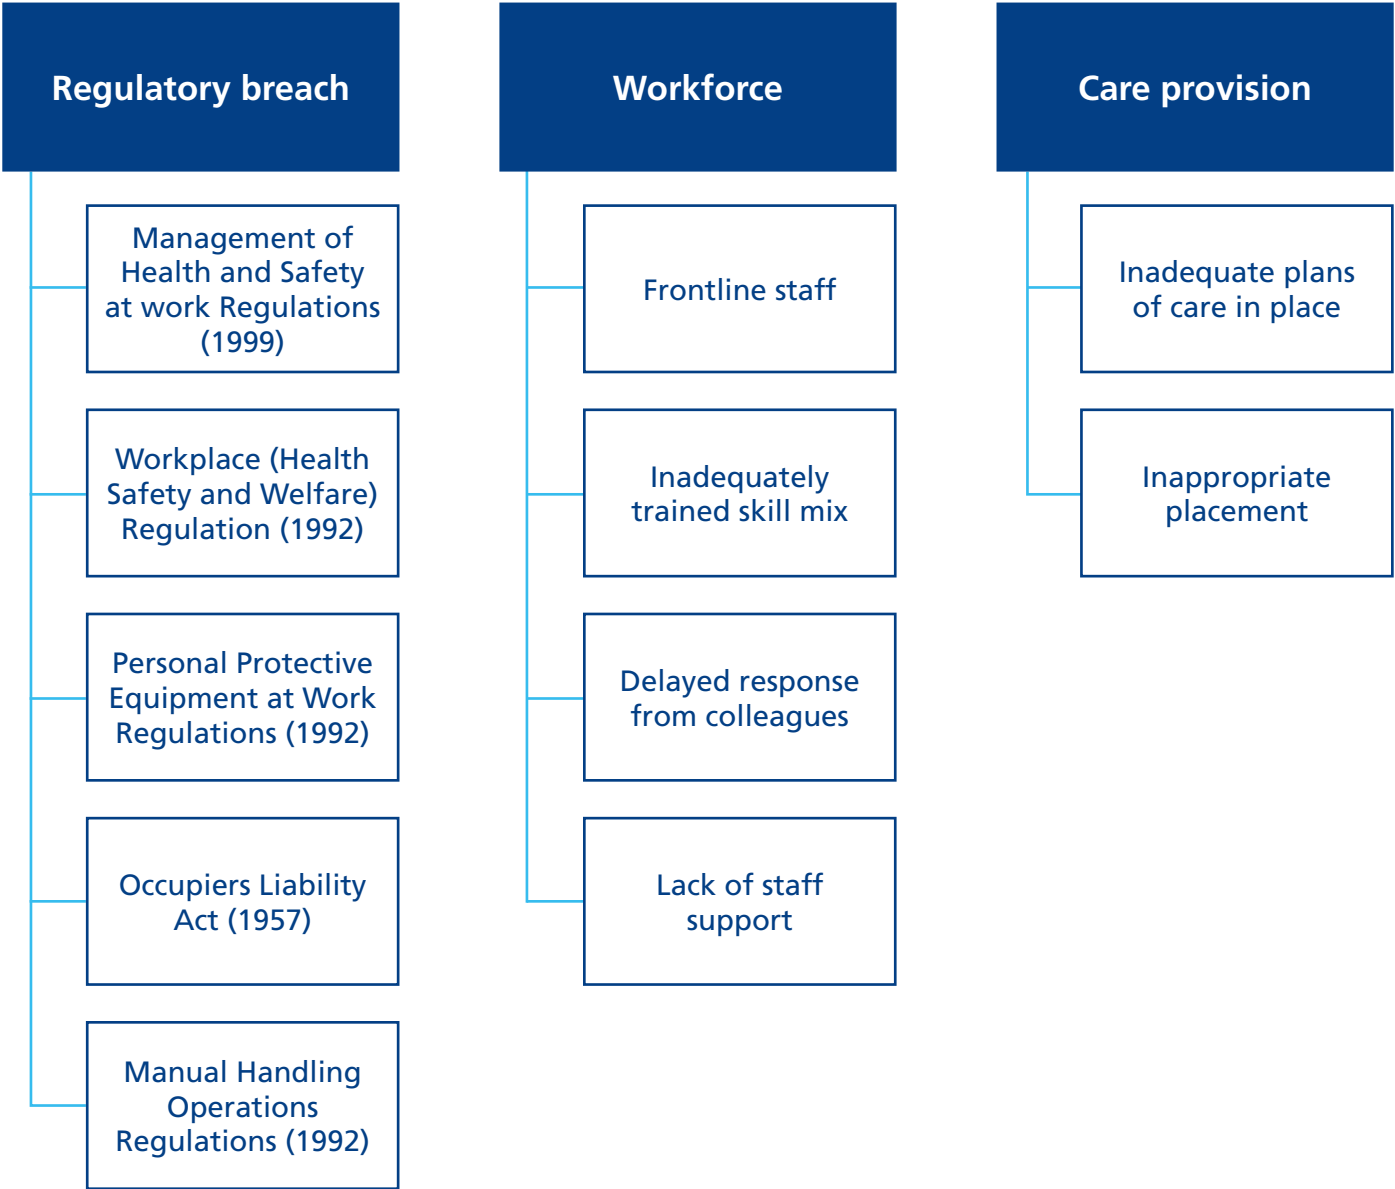 Regulatory breach
Management of
Health and Safety
at work Regulations
(1999)
Workplace (Health
Safety and Welfare)
Regulation (1992)
Personal Protective
Equipment at Work
Regulations (1992)
Occupiers Liability
Act (1957)
Manual Handling
Operations
Regulations (1992)
Workforce
Frontline staff
Inadequately
trained skill mix
Delayed response
from colleagues
Lack of staff
support
Care provision
Inadequate plans
of care in place
Inappropriate
placement